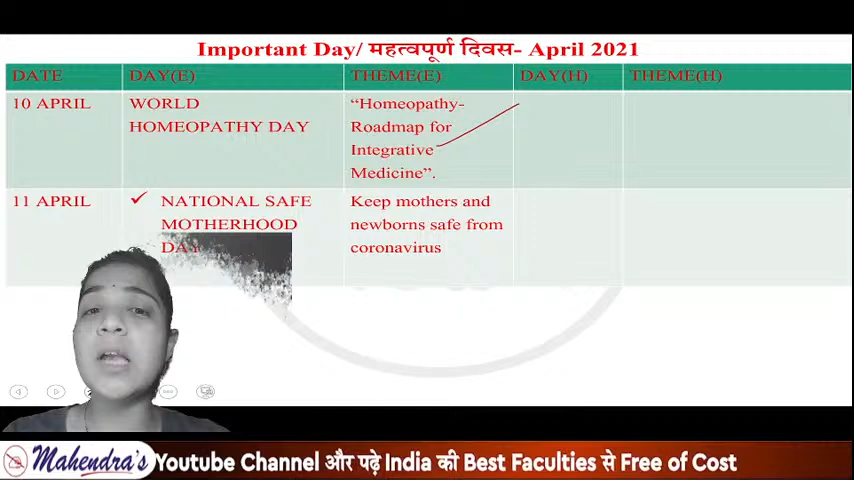 Important Day/ महत्वपूर्ण दिवस- April 2021
DATE DAY(E) THEME(E) DAY(H) THEME(H)
10 APRIL WORLD HOMEOPATHY DAY “Homeopathy- Roadmap for Integrative Medicine”.
11 APRIL NATIONAL SAFE MOTHERHOOD DAY Keep mothers and newborns safe from coronavirus
Mahendra's Youtube Channel और पढ़े India की Best Faculties से Free of Cost